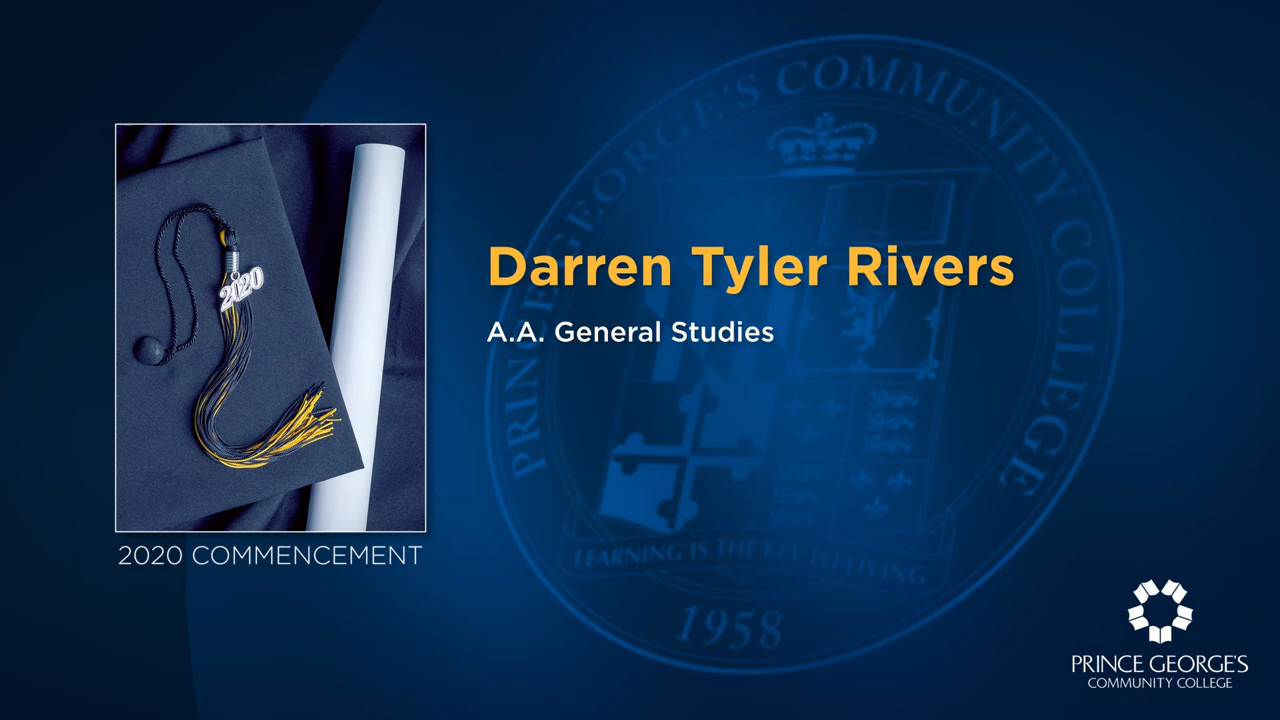 PRINCE GEORGE'S COMMUNITY COLLEGE
2020
Darren Tyler Rivers
A.A. General Studies
2020 COMMENCEMENT
LEARNING IS THE KEY TO LIVING
1958
PRINCE GEORGE'S
COMMUNITY COLLEGE